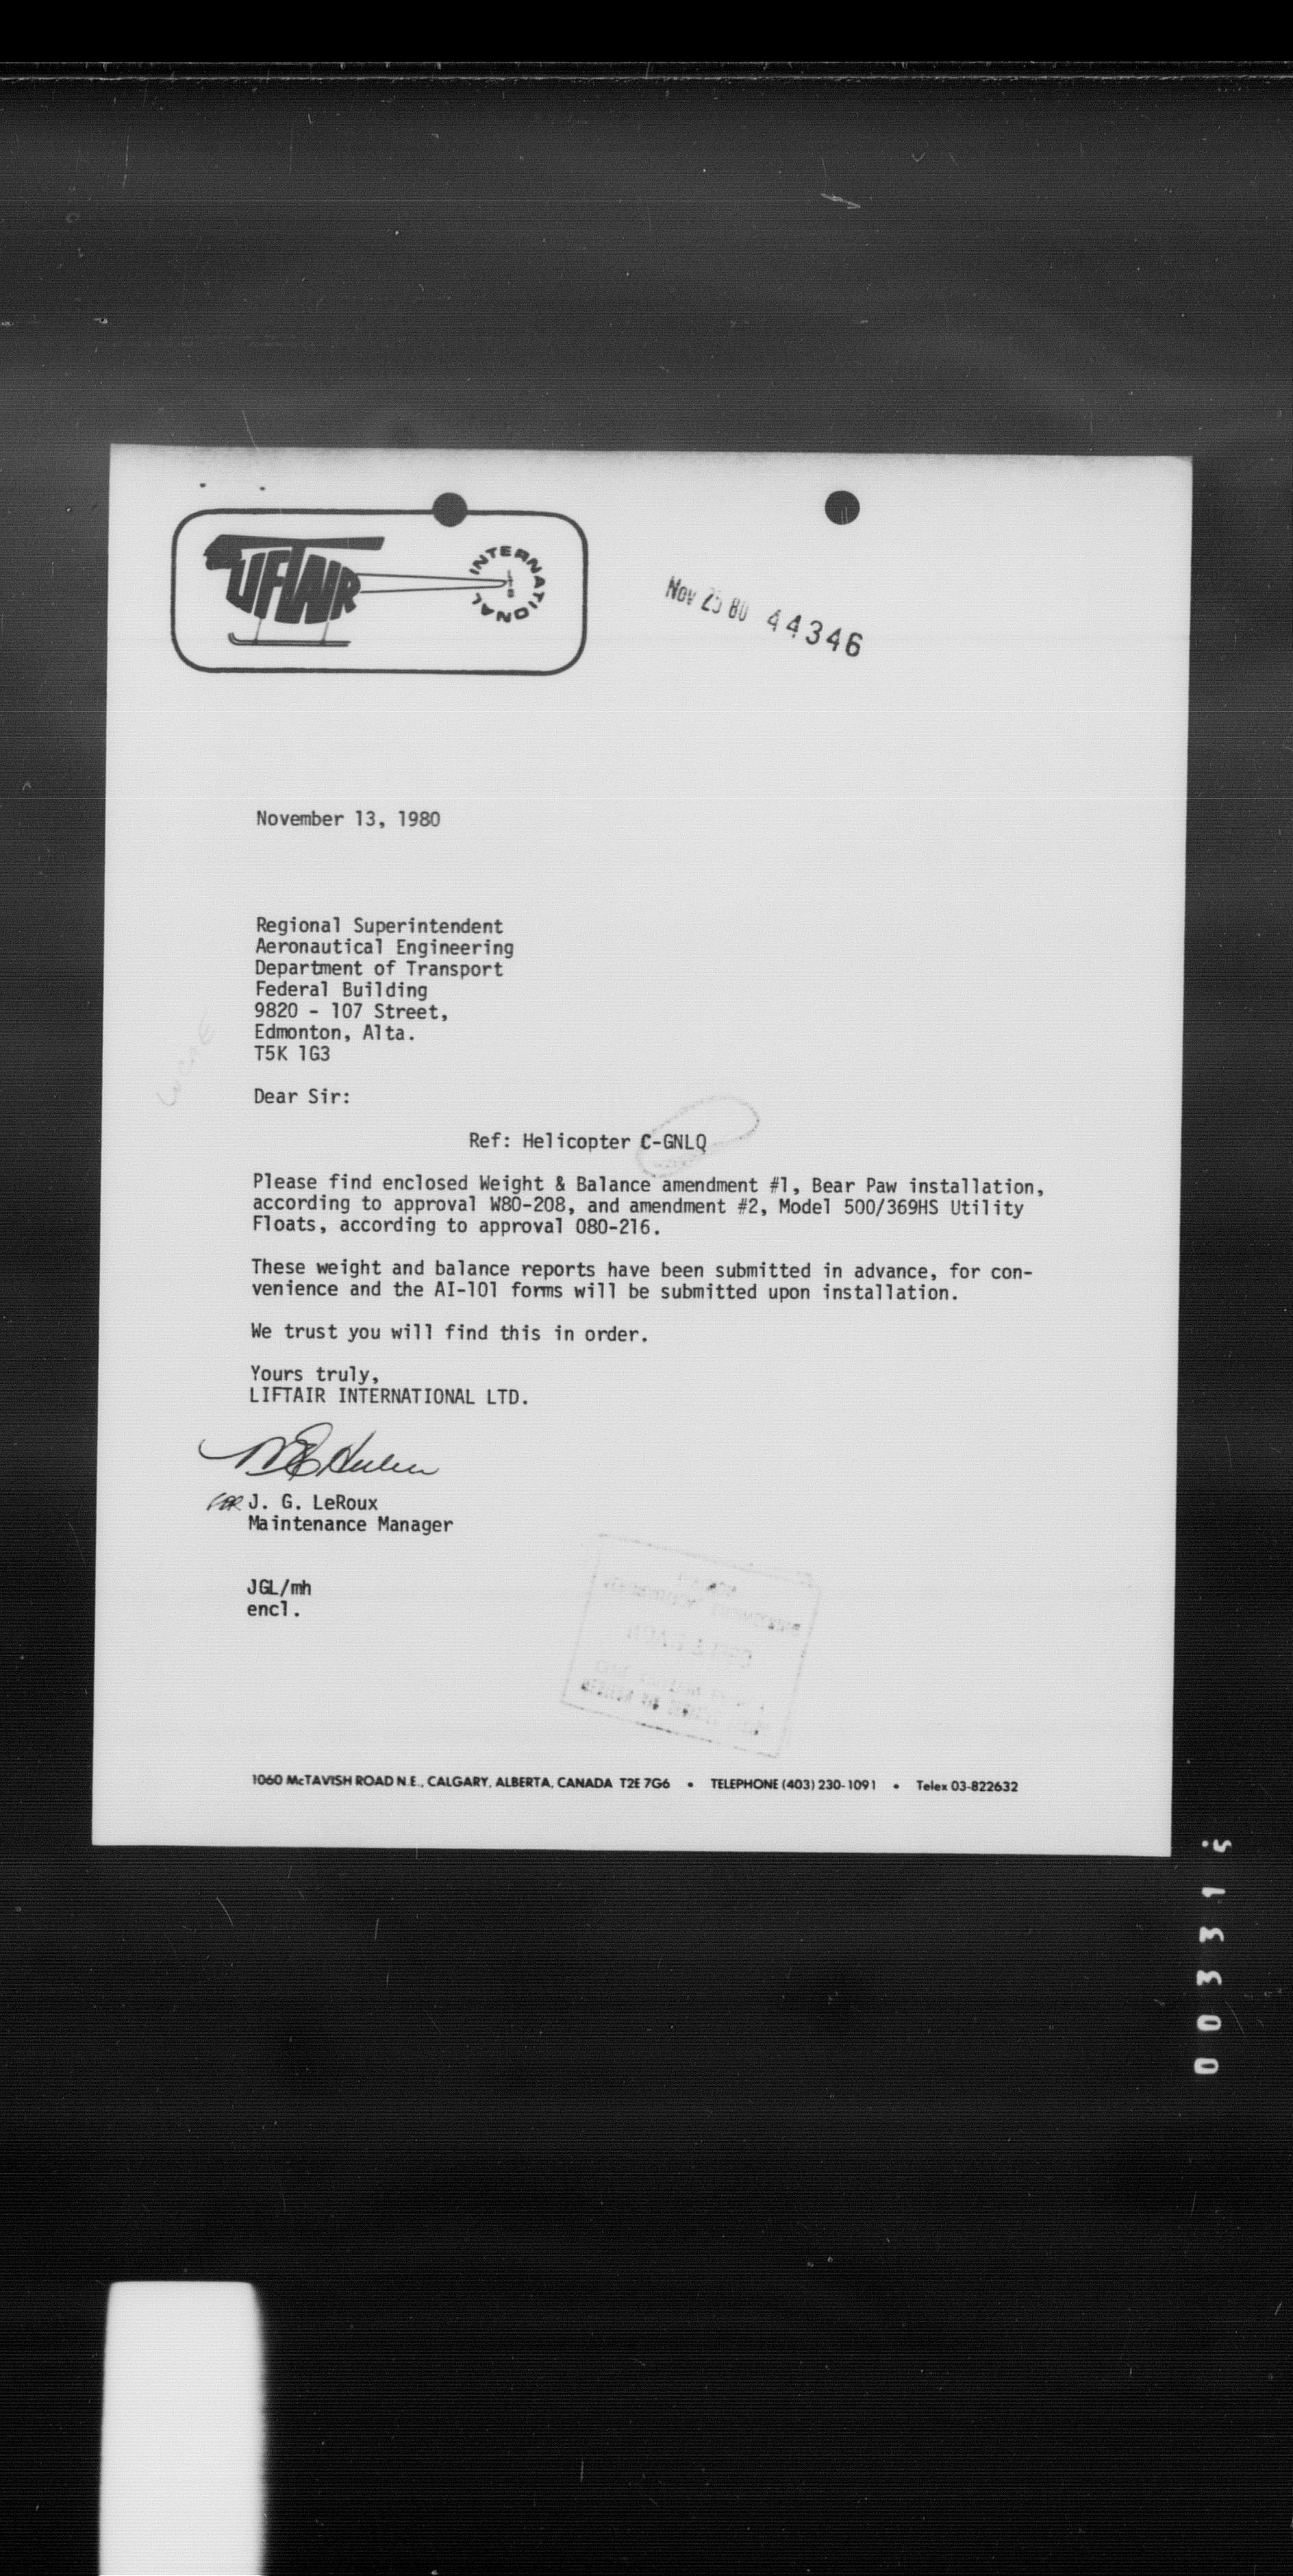 LIFTAIR INTERNATIONAL
Nov 25 80 44346
November 13, 1980
Regional Superintendent
Aeronautical Engineering
Department of Transport
Federal Building
9820 - 107 Street,
Edmonton, Alta.
T5K 1G3
Dear Sir:
Ref: Helicopter C-GNLQ
Please find enclosed Weight & Balance amendment #1, Bear Paw installation,
according to approval W80-208, and amendment #2, Model 500/369HS Utility
Floats, according to approval O80-216.
These weight and balance reports have been submitted in advance, for con-
venience and the AI-101 forms will be submitted upon installation.
We trust you will find this in order.
Yours truly,
LIFTAIR INTERNATIONAL LTD.
FOR J. G. LeRoux
Maintenance Manager
JGL/mh
encl.
1060 McTAVISH ROAD N.E., CALGARY, ALBERTA, CANADA T2E 7G6 • TELEPHONE (403) 230-1091 • Telex 03-822632
003315